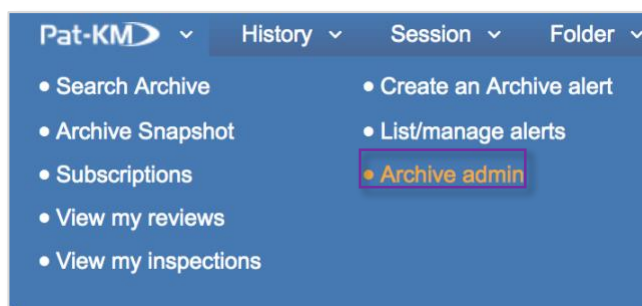 Pat-KM History Session Folder
• Search Archive
• Archive Snapshot
• Subscriptions
• View my reviews
• View my inspections
• Create an Archive alert
• List/manage alerts
• Archive admin